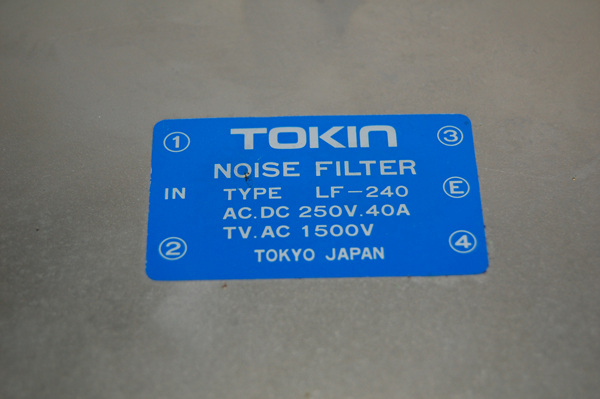 ① TOKIN ③
NOISE FILTER
IN TYPE LF-240 Ⓔ
AC.DC 250V.40A
TV.AC 1500V
② TOKYO JAPAN ④